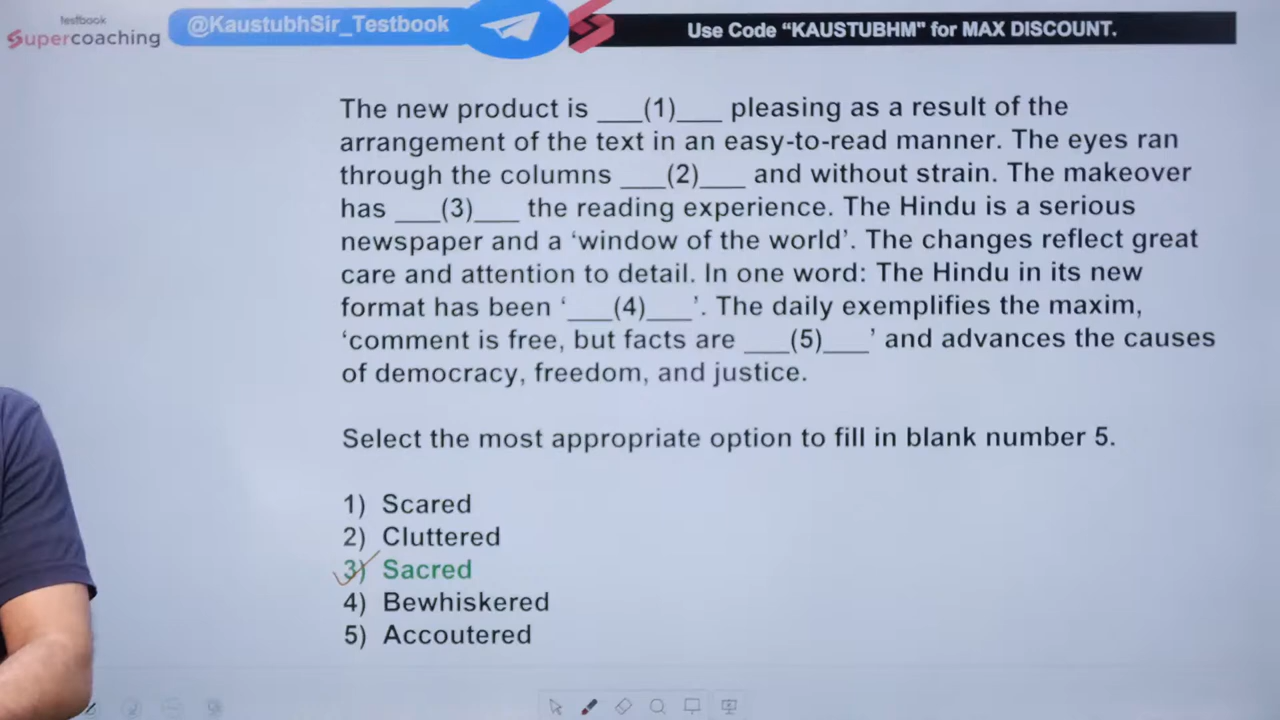 testbook
Supercoaching
@KaustubhSir_Testbook
Use Code “KAUSTUBHM” for MAX DISCOUNT.
The new product is ___(1)___ pleasing as a result of the
arrangement of the text in an easy-to-read manner. The eyes ran
through the columns ___(2)___ and without strain. The makeover
has ___(3)___ the reading experience. The Hindu is a serious
newspaper and a ‘window of the world’. The changes reflect great
care and attention to detail. In one word: The Hindu in its new
format has been ‘___(4)___’. The daily exemplifies the maxim,
‘comment is free, but facts are ___(5)___’ and advances the causes
of democracy, freedom, and justice.
Select the most appropriate option to fill in blank number 5.
1) Scared
2) Cluttered
3) Sacred
4) Bewhiskered
5) Accoutered